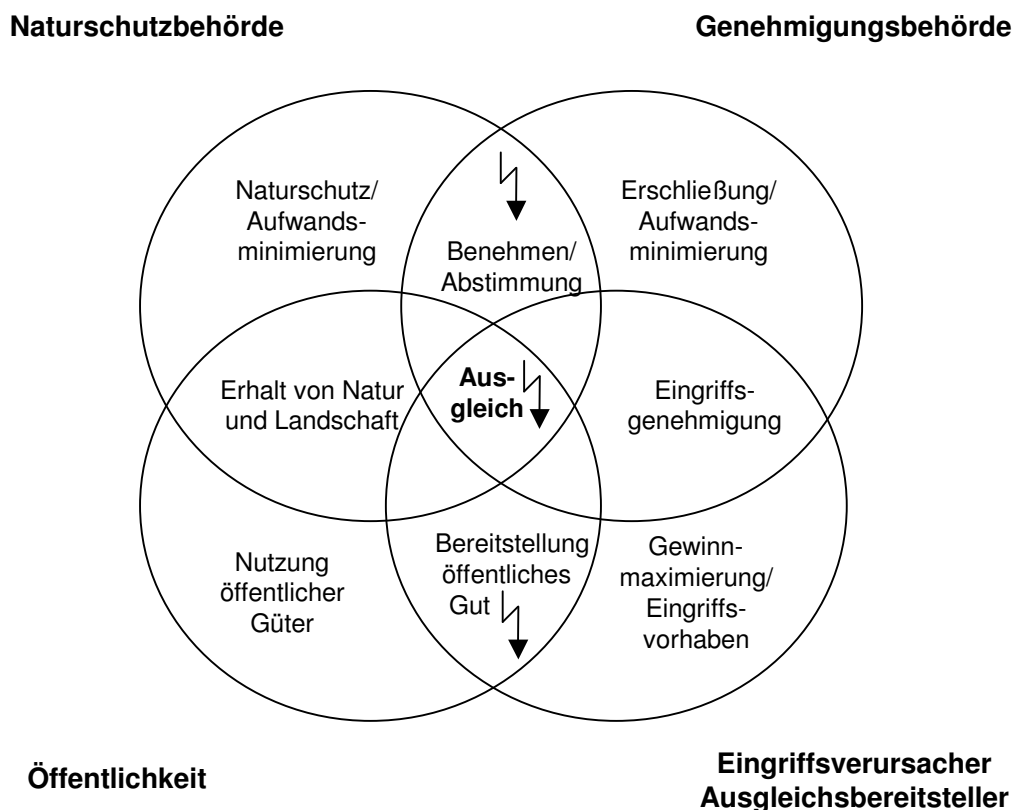 Naturschutzbehörde
Genehmigungsbehörde
Naturschutz/
Aufwands-
minimierung
Benehmen/
Abstimmung
Erschließung/
Aufwands-
minimierung
Erhalt von Natur
und Landschaft
Aus-
gleich
Eingriffs-
genehmigung
Nutzung
öffentlicher
Güter
Bereitstellung
öffentliches
Gut
Gewinn-
maximierung/
Eingriffs-
vorhaben
Öffentlichkeit
Eingriffsverursacher
Ausgleichsbereitsteller